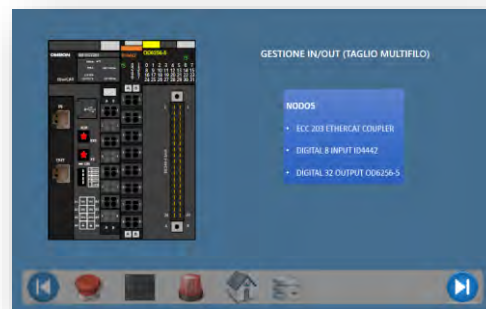 OMRON
OD6256-5
EtherCAT
IN
OUT
GESTIONE IN/OUT (TAGLIO MULTIFILO)
NODOS
• ECC 203 ETHERCAT COUPLER
• DIGITAL 8 INPUT ID4442
• DIGITAL 32 OUTPUT OD6256-5